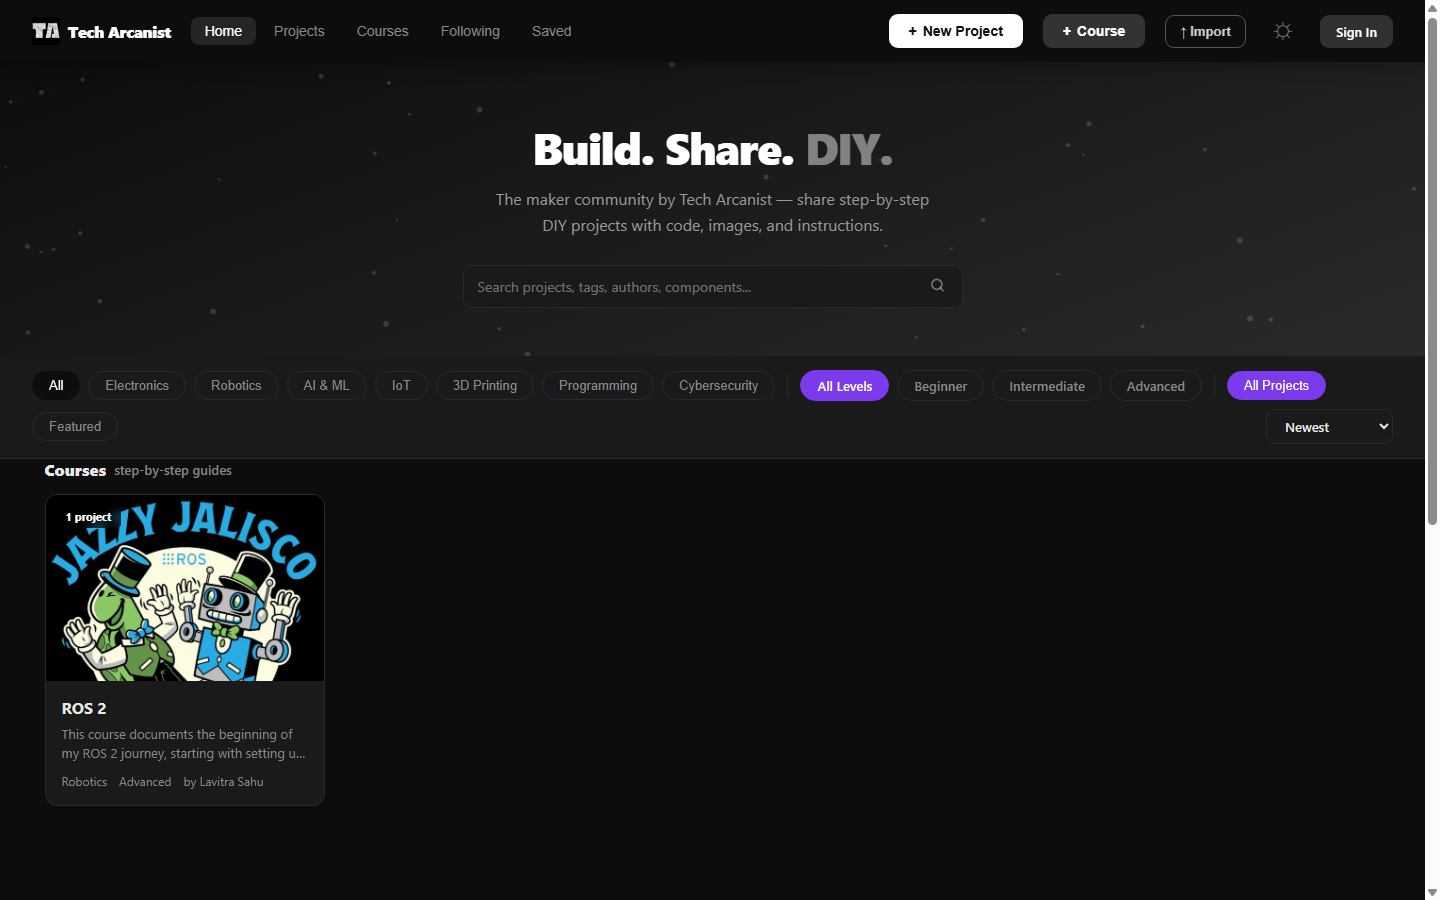 TA Tech Arcanist Home Projects Courses Following Saved + New Project + Course ↑ Import Sign In
Build. Share. DIY.
The maker community by Tech Arcanist — share step-by-step
DIY projects with code, images, and instructions.
Search projects, tags, authors, components...
All Electronics Robotics AI & ML IoT 3D Printing Programming Cybersecurity All Levels Beginner Intermediate Advanced All Projects
Featured Newest
Courses step-by-step guides
1 project
JAZZY JALISCO
ROS
ROS 2
This course documents the beginning of
my ROS 2 journey, starting with setting u...
Robotics Advanced by Lavitra Sahu